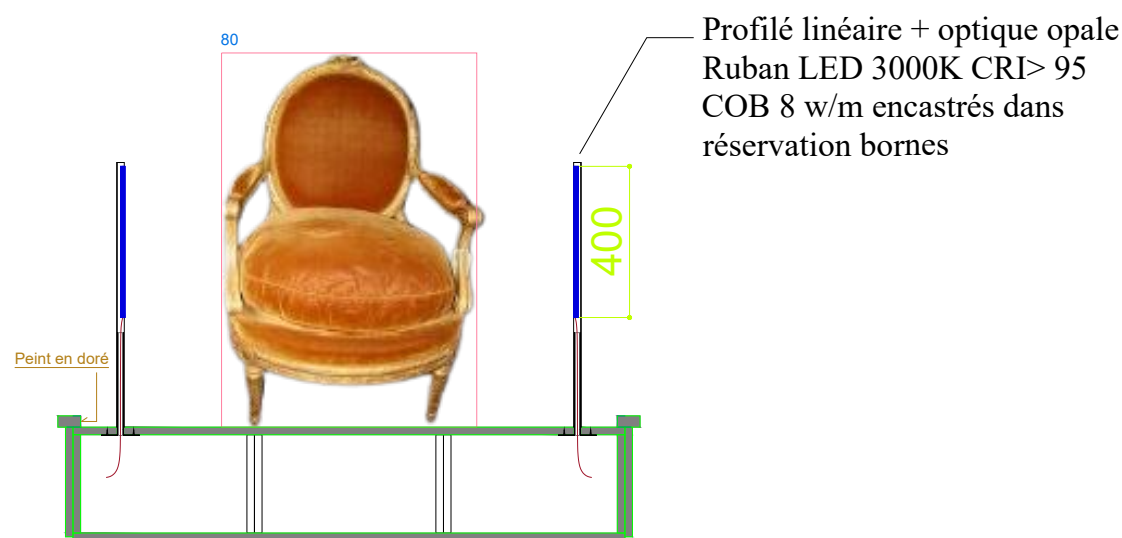 80
Profilé linéaire + optique opale
Ruban LED 3000K CRI> 95
COB 8 w/m encastrés dans
réservation bornes
400
Peint en doré